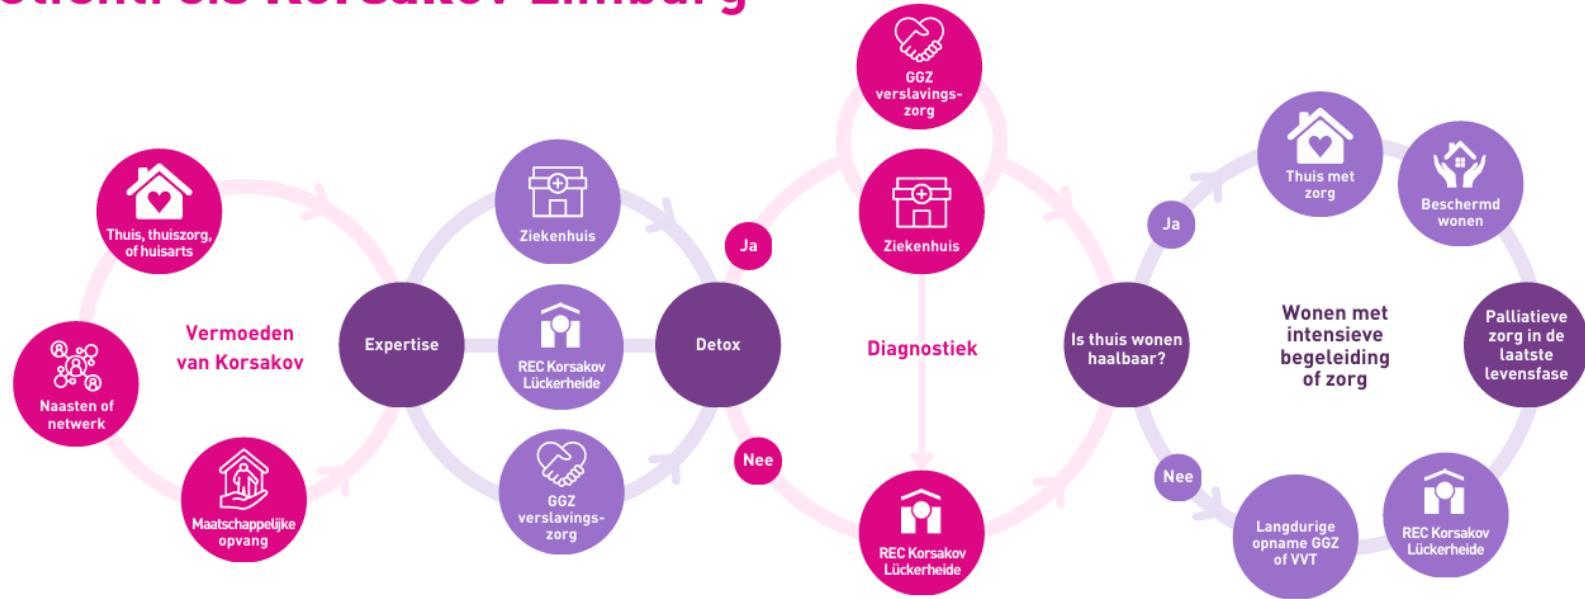 Cliëntreis Korsakov Limburg
Thuis, thuiszorg,
of huisarts
Naasten of
netwerk
Maatschappelijke
opvang
Vermoeden
van Korsakov
Expertise
Ziekenhuis
REC Korsakov
Lückerheide
GGZ
verslavings-
zorg
Detox
Ja
Nee
GGZ
verslavings-
zorg
Ziekenhuis
Diagnostiek
REC Korsakov
Lückerheide
Is thuis wonen
haalbaar?
Ja
Nee
Thuis met
zorg
Beschermd
wonen
Wonen met
intensieve
begeleiding
of zorg
Langdurige
opname GGZ
of VVT
REC Korsakov
Lückerheide
Palliatieve
zorg in de
laatste
levensfase